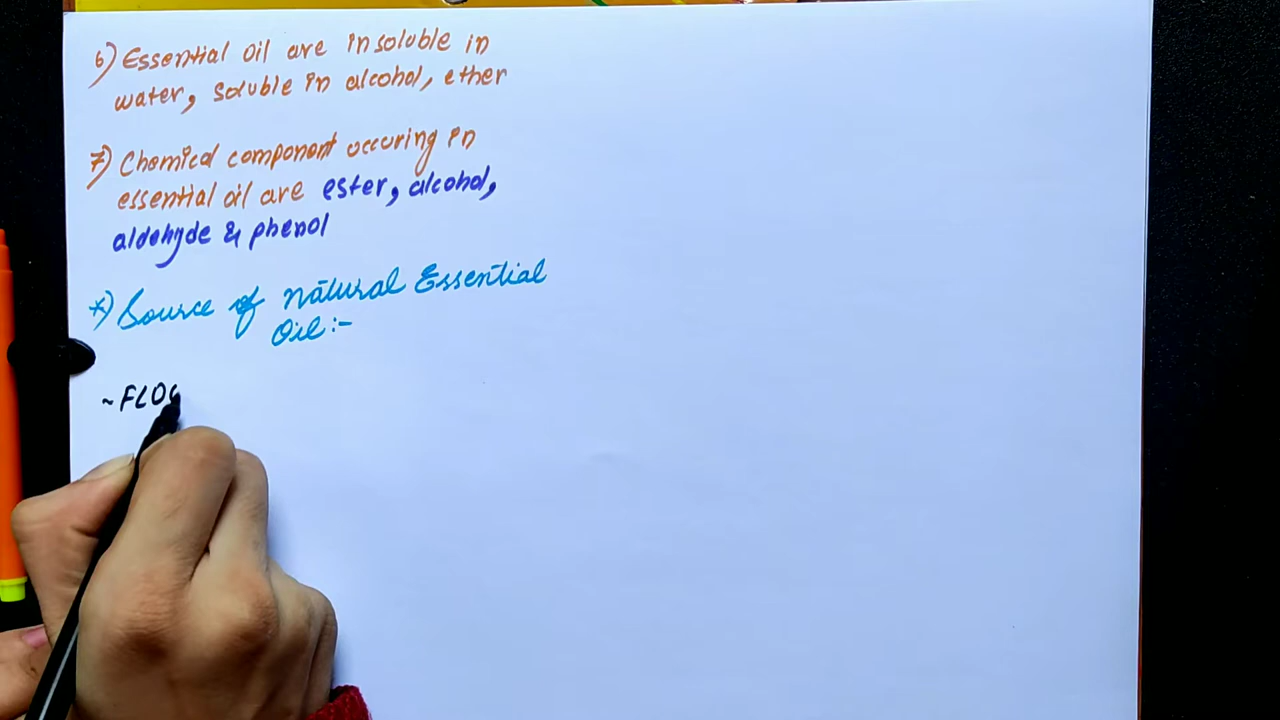 6) Essential oil are insoluble in
water, soluble in alcohol, ether
7) Chemical component occuring in
essential oil are ester, alcohol,
aldehyde & phenol
*) Source of natural Essential
Oil:-
~ FLO